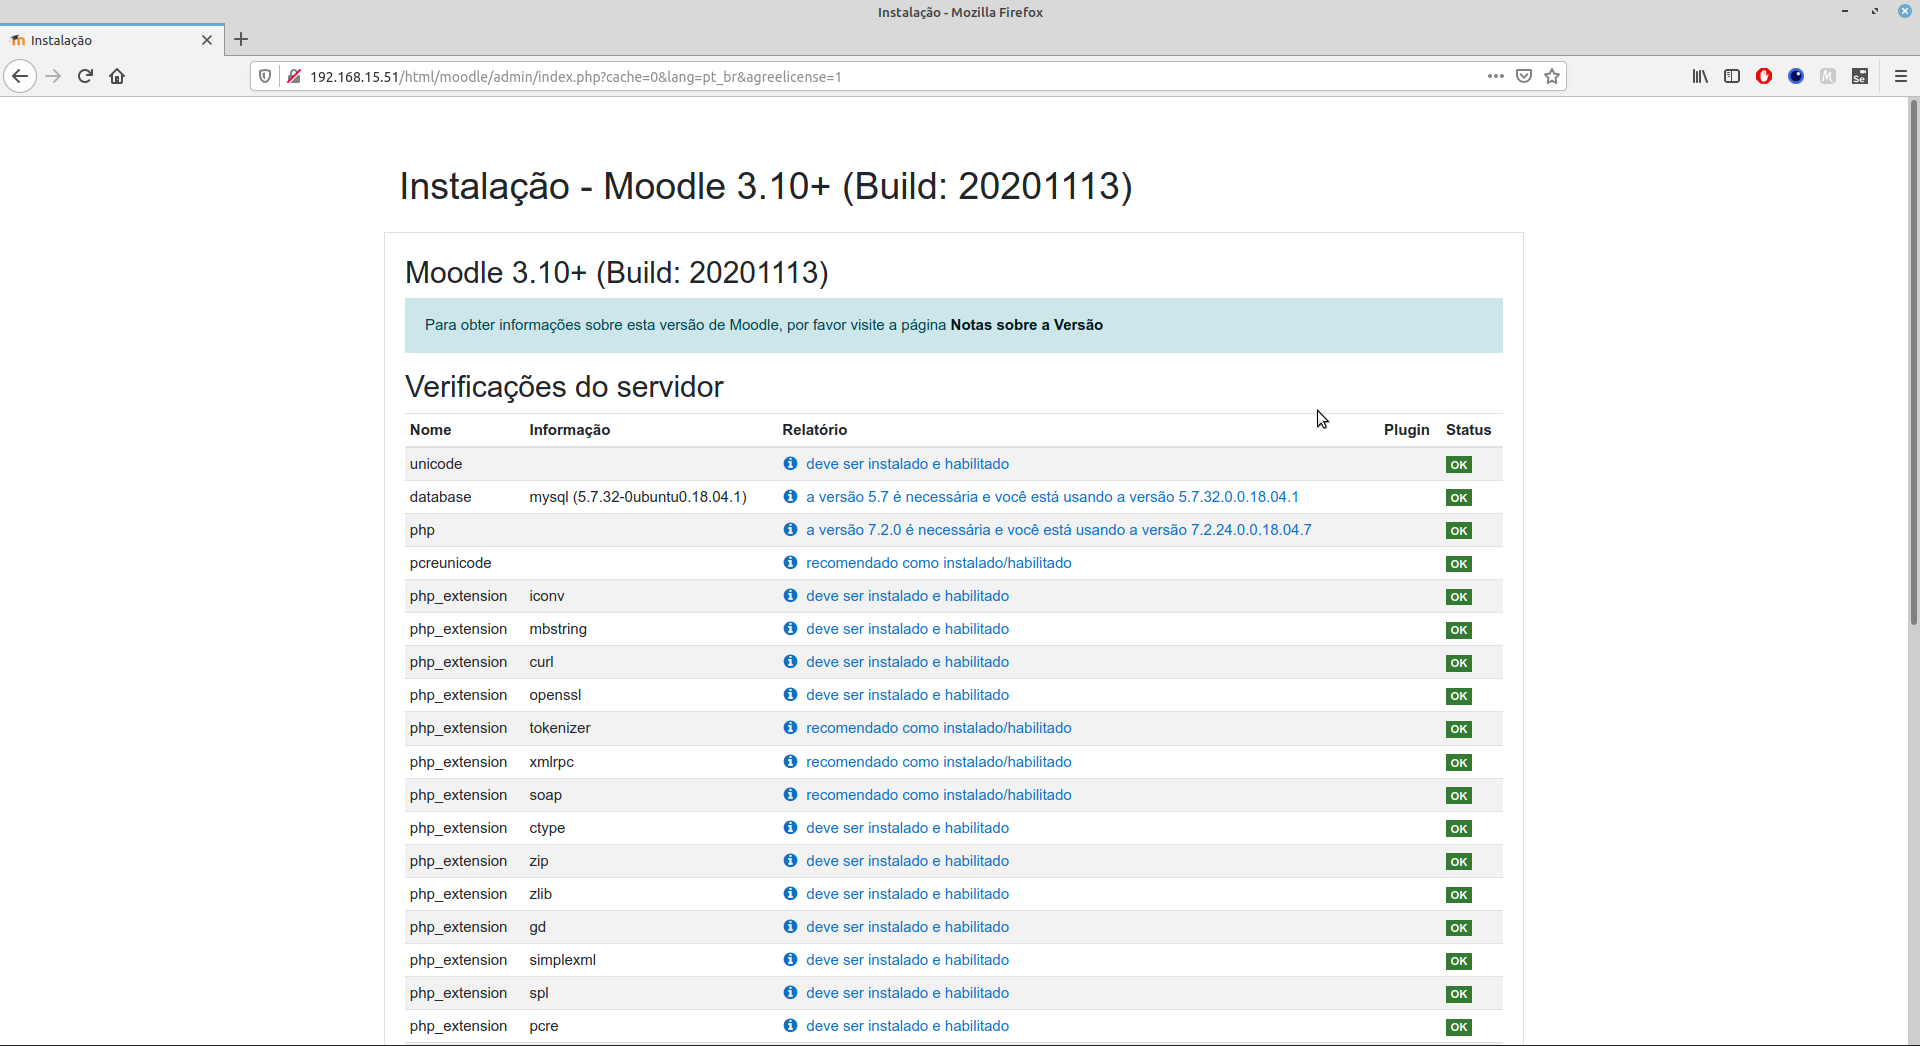 Instalação - Mozilla Firefox
Instalação
192.168.15.51/html/moodle/admin/index.php?cache=0&lang=pt_br&agreelicense=1
Instalação - Moodle 3.10+ (Build: 20201113)
Moodle 3.10+ (Build: 20201113)
Para obter informações sobre esta versão de Moodle, por favor visite a página Notas sobre a Versão
Verificações do servidor
Nome Informação Relatório Plugin Status
unicode deve ser instalado e habilitado OK
database mysql (5.7.32-0ubuntu0.18.04.1) a versão 5.7 é necessária e você está usando a versão 5.7.32.0.0.18.04.1 OK
php a versão 7.2.0 é necessária e você está usando a versão 7.2.24.0.0.18.04.7 OK
pcreunicode recomendado como instalado/habilitado OK
php_extension iconv deve ser instalado e habilitado OK
php_extension mbstring deve ser instalado e habilitado OK
php_extension curl deve ser instalado e habilitado OK
php_extension openssl deve ser instalado e habilitado OK
php_extension tokenizer recomendado como instalado/habilitado OK
php_extension xmlrpc recomendado como instalado/habilitado OK
php_extension soap recomendado como instalado/habilitado OK
php_extension ctype deve ser instalado e habilitado OK
php_extension zip deve ser instalado e habilitado OK
php_extension zlib deve ser instalado e habilitado OK
php_extension gd deve ser instalado e habilitado OK
php_extension simplexml deve ser instalado e habilitado OK
php_extension spl deve ser instalado e habilitado OK
php_extension pcre deve ser instalado e habilitado OK